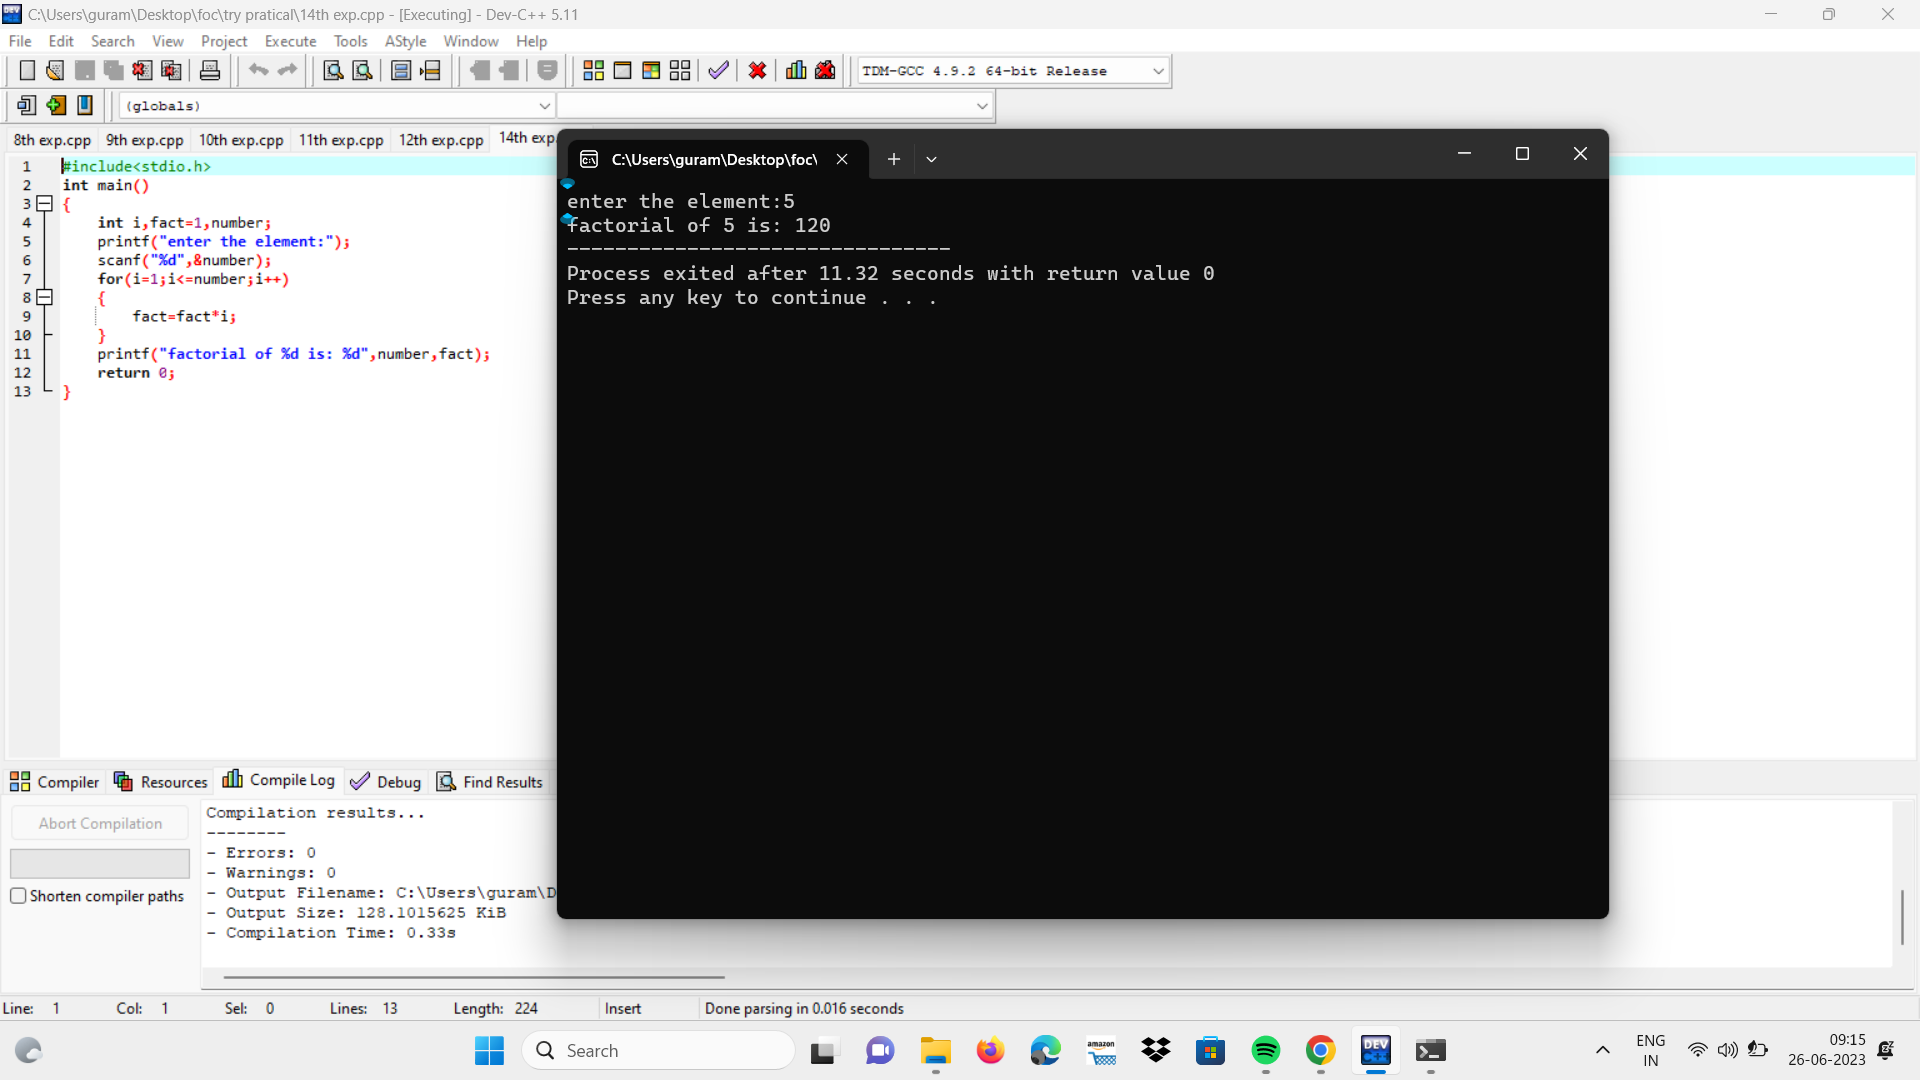 C:\Users\guram\Desktop\foc\try pratical\14th exp.cpp - [Executing] - Dev-C++ 5.11
File Edit Search View Project Execute Tools AStyle Window Help
TDM-GCC 4.9.2 64-bit Release
(globals)
8th exp.cpp 9th exp.cpp 10th exp.cpp 11th exp.cpp 12th exp.cpp 14th exp.
1 #include<stdio.h>
2 int main()
3 {
4 int i,fact=1,number;
5 printf("enter the element:");
6 scanf("%d",&number);
7 for(i=1;i<=number;i++)
8 {
9 fact=fact*i;
10 }
11 printf("factorial of %d is: %d",number,fact);
12 return 0;
13 }
C:\Users\guram\Desktop\foc\
enter the element:5
factorial of 5 is: 120
--------------------------------
Process exited after 11.32 seconds with return value 0
Press any key to continue . . .
Compiler Resources Compile Log Debug Find Results
Abort Compilation
Shorten compiler paths
Compilation results...
--------
- Errors: 0
- Warnings: 0
- Output Filename: C:\Users\guram\D
- Output Size: 128.1015625 KiB
- Compilation Time: 0.33s
Line: 1 Col: 1 Sel: 0 Lines: 13 Length: 224 Insert Done parsing in 0.016 seconds
Search
amazon
DEV
C++
ENG
IN
09:15
26-06-2023